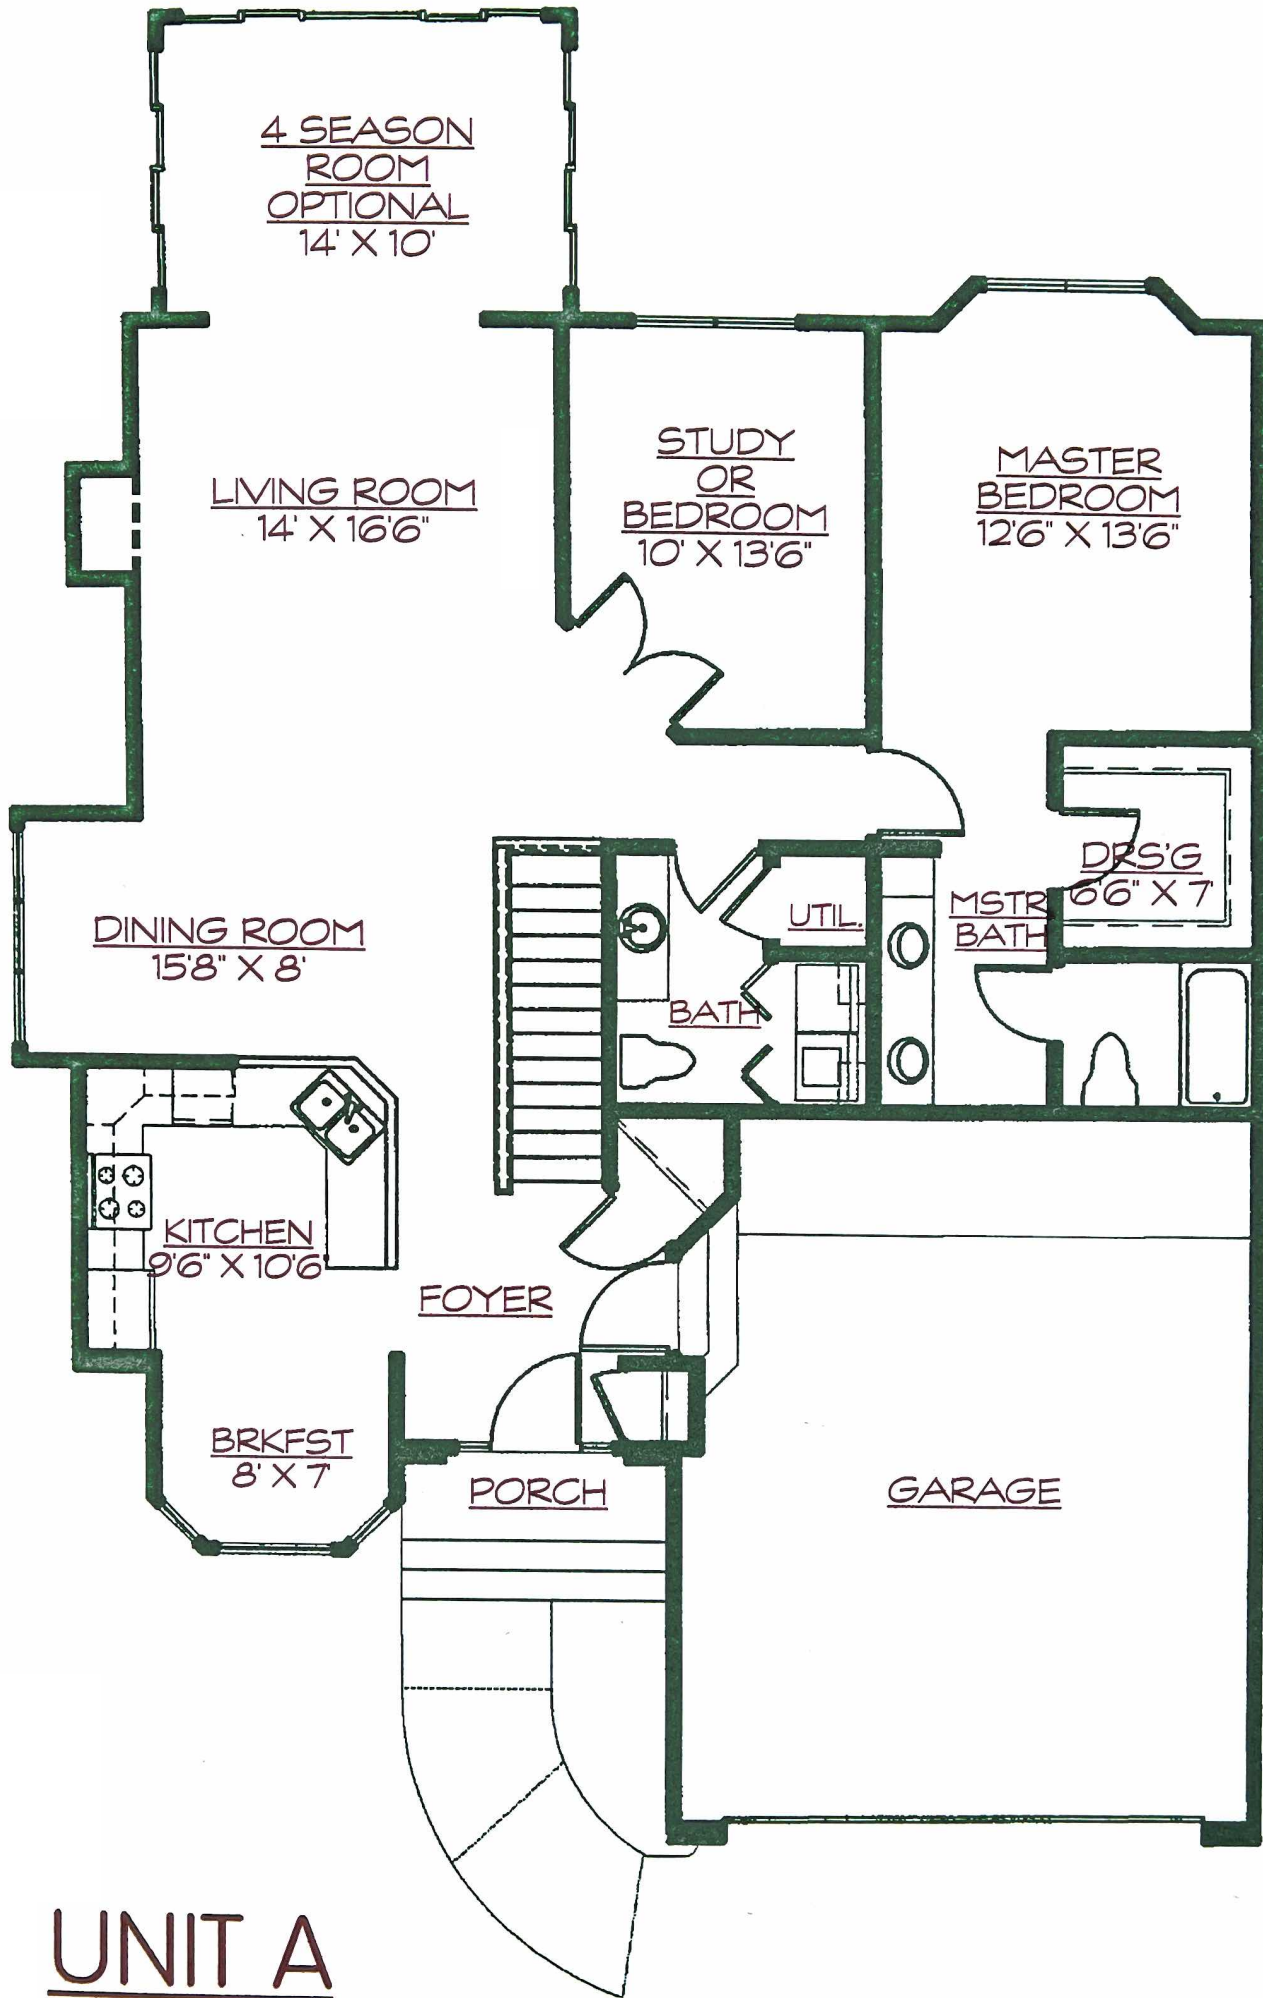 4 SEASON
ROOM
OPTIONAL
14' X 10'
LIVING ROOM
14' X 16'6"
STUDY
OR
BEDROOM
10' X 13'6"
MASTER
BEDROOM
12'6" X 13'6"
DRS'G
6'6" X 7'
MSTR
BATH
UTIL.
BATH
DINING ROOM
15'8" X 8'
KITCHEN
9'6" X 10'6
FOYER
BRKFST
8' X 7'
PORCH
GARAGE
UNIT A